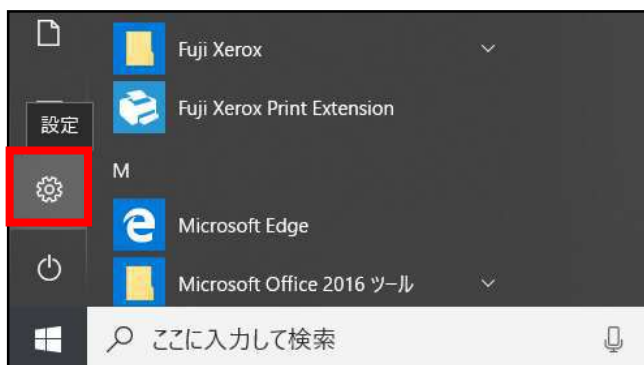 Fuji Xerox
Fuji Xerox Print Extension
設定
M
Microsoft Edge
Microsoft Office 2016 ツール
ここに入力して検索